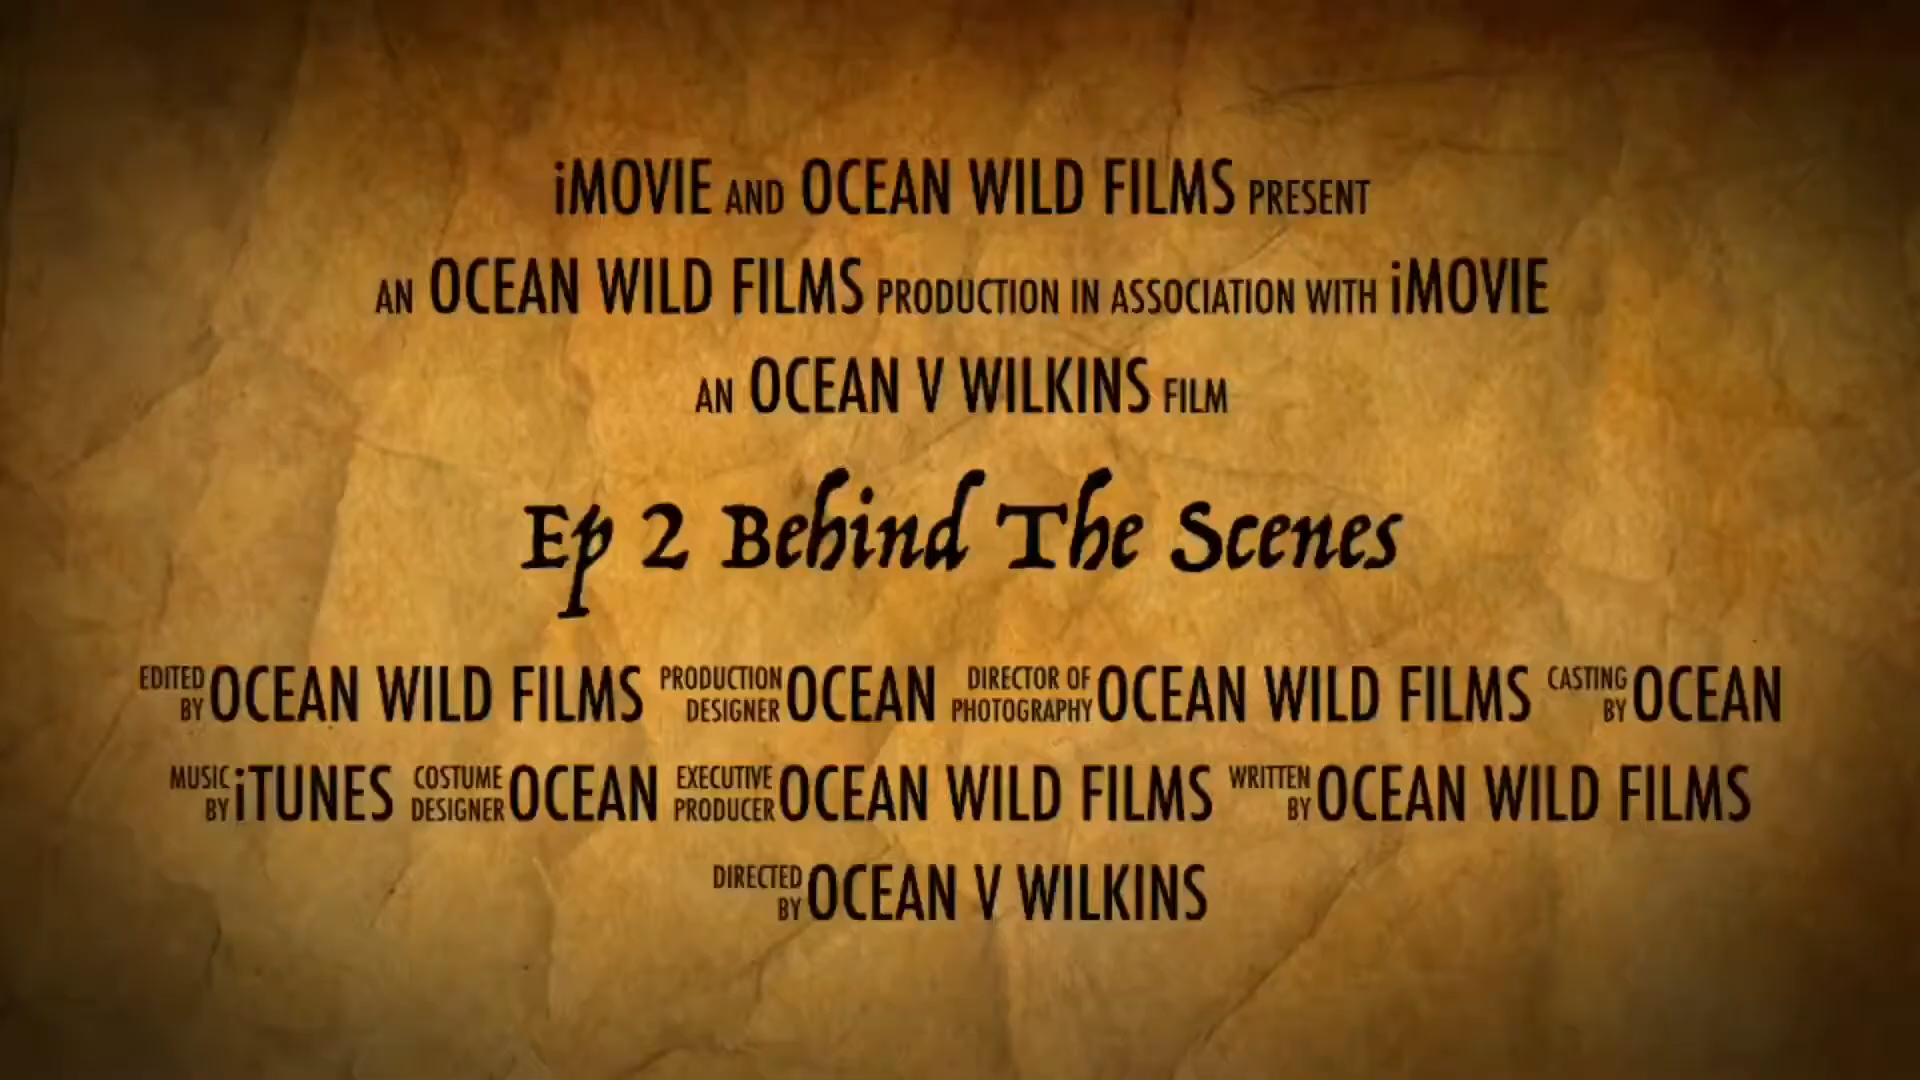 iMOVIE AND OCEAN WILD FILMS PRESENT
AN OCEAN WILD FILMS PRODUCTION IN ASSOCIATION WITH iMOVIE
AN OCEAN V WILKINS FILM
Ep 2 Behind The Scenes
EDITED BY OCEAN WILD FILMS PRODUCTION DESIGNER OCEAN DIRECTOR OF PHOTOGRAPHY OCEAN WILD FILMS CASTING BY OCEAN
MUSIC BY iTUNES COSTUME DESIGNER OCEAN EXECUTIVE PRODUCER OCEAN WILD FILMS WRITTEN BY OCEAN WILD FILMS
DIRECTED BY OCEAN V WILKINS